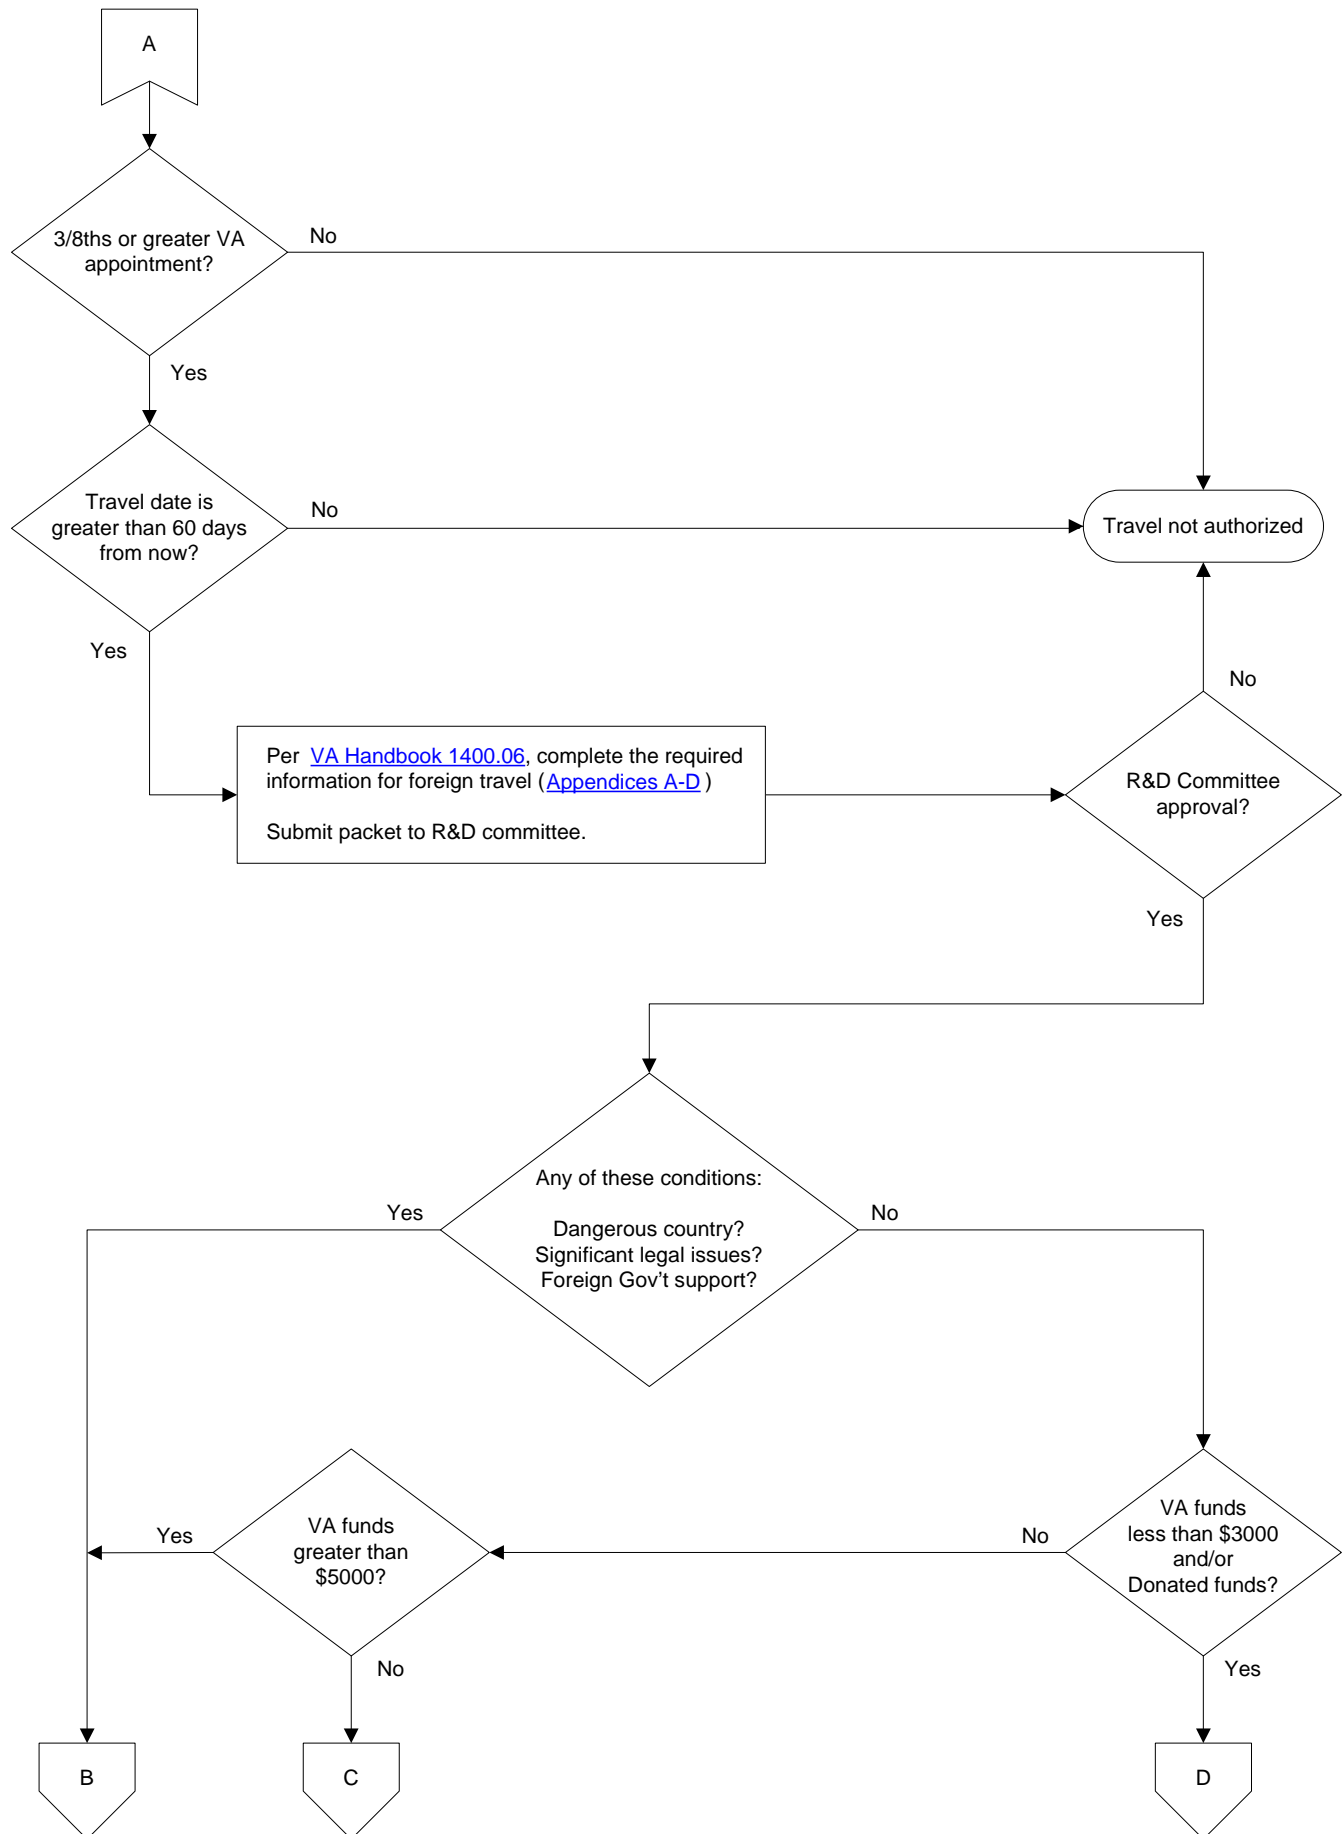 A
3/8ths or greater VA
appointment?
No
Yes
Travel date is
greater than 60 days
from now?
No
Travel not authorized
Yes
No
Per VA Handbook 1400.06, complete the required
information for foreign travel (Appendices A-D )
Submit packet to R&D committee.
R&D Committee
approval?
Yes
Any of these conditions:
Dangerous country?
Significant legal issues?
Foreign Gov’t support?
Yes
No
VA funds
greater than
$5000?
Yes
No
VA funds
less than $3000
and/or
Donated funds?
No
Yes
B
C
D